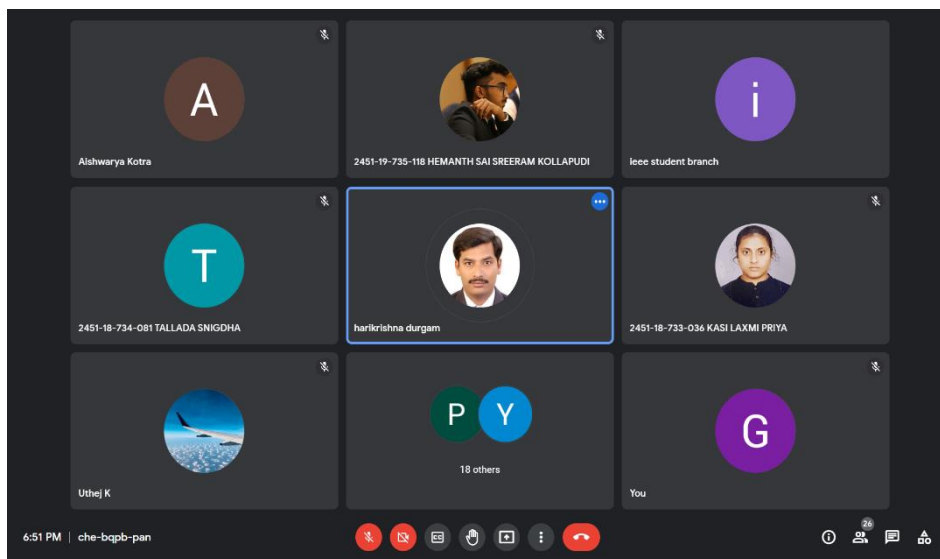 A
Aishwarya Kotra
2451-19-735-118 HEMANTH SAI SREERAM KOLLAPUDI
i
ieee student branch
T
2451-18-734-081 TALLADA SNIGDHA
harikrishna durgam
2451-18-733-036 KASI LAXMI PRIYA
Uthej K
P Y
18 others
G
You
6:51 PM | che-bqpb-pan
CC
26